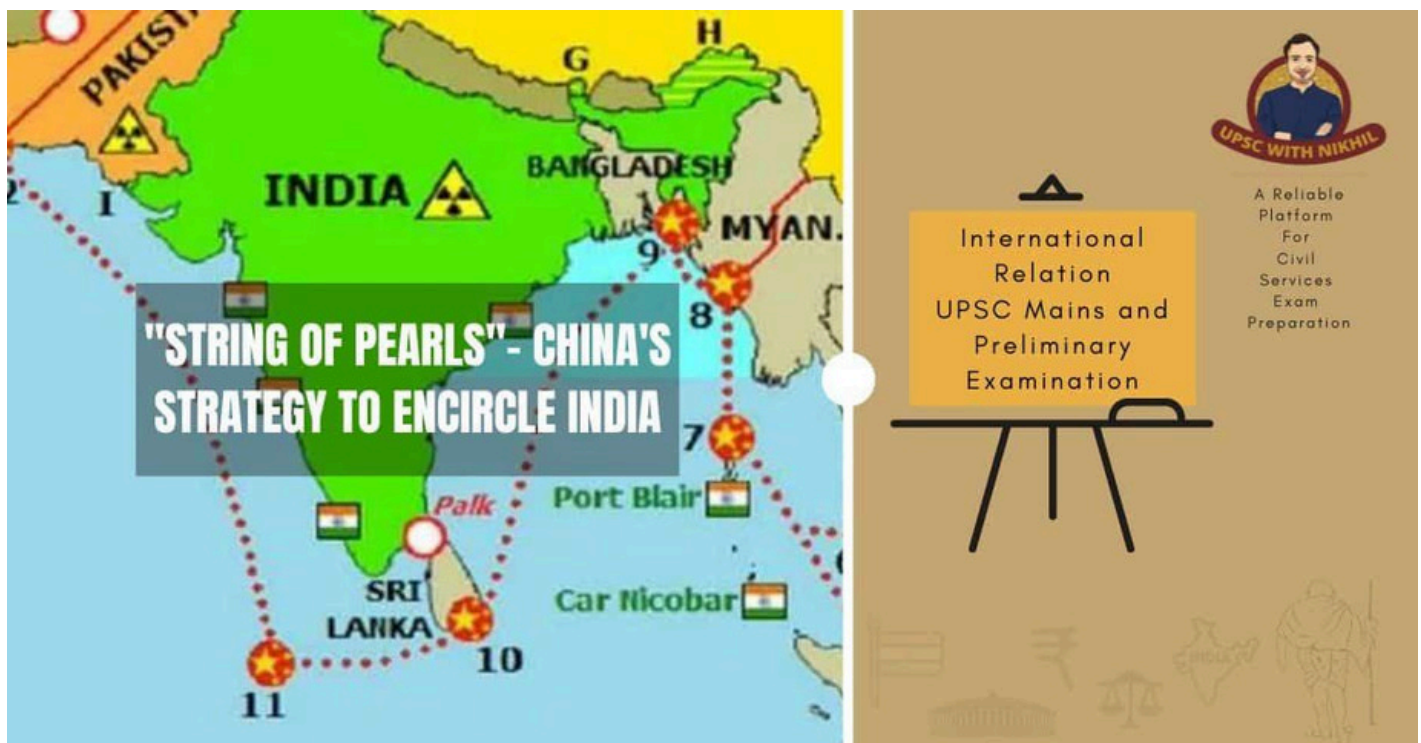 PAKIST
H
G
I
INDIA
BANGLADESH
9
MYAN.
8
"STRING OF PEARLS"- CHINA'S
STRATEGY TO ENCIRCLE INDIA
7
Port Blair
Palk
SRI
LANKA
Car Nicobar
10
11
UPSC WITH NIKHIL
A Reliable
Platform
For
Civil
Services
Exam
Preparation
International
Relation
UPSC Mains and
Preliminary
Examination
INDIA